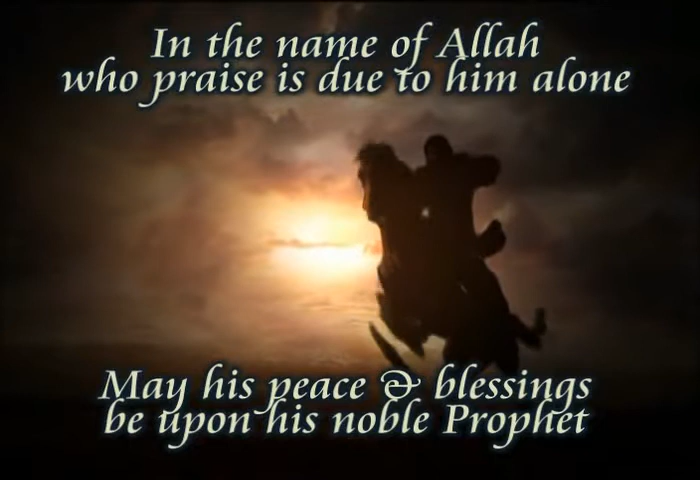 In the name of Allah
who praise is due to him alone
May his peace & blessings
be upon his noble Prophet